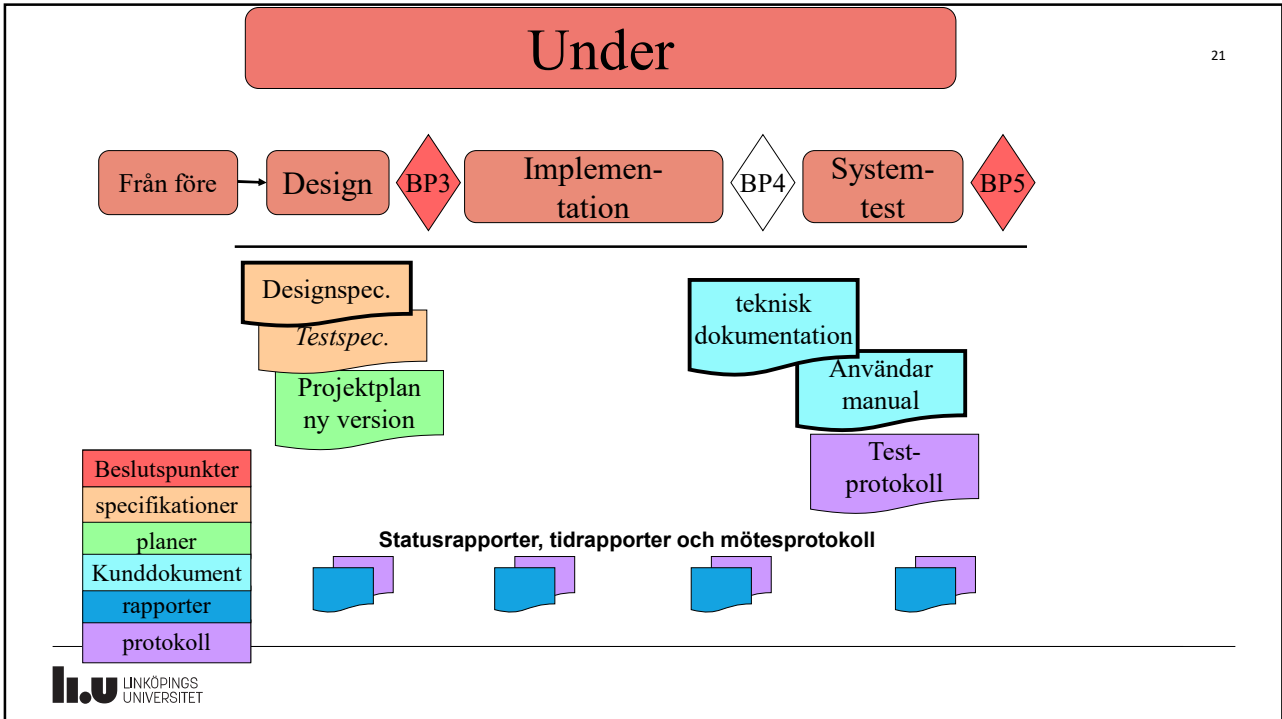 Under
21
Från före
Design
BP3
Implemen-
tation
BP4
System-
test
BP5
Designspec.
Testspec.
Projektplan
ny version
teknisk
dokumentation
Användar
manual
Test-
protokoll
Beslutspunkter
specifikationer
planer
Kunddokument
rapporter
protokoll
Statusrapporter, tidrapporter och mötesprotokoll
li.u LINKÖPINGS
UNIVERSITET